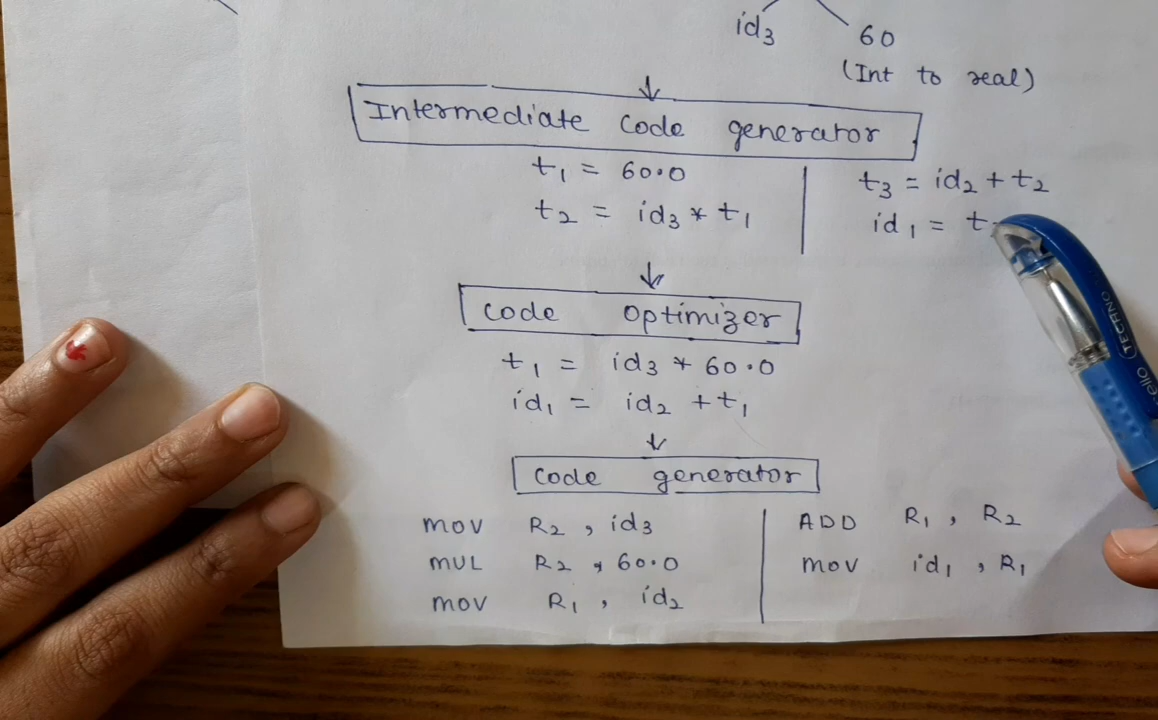 id3
60
(Int to real)
↓
Intermediate Code generator
t1 = 60.0
t2 = id3 * t1
t3 = id2 + t2
id1 = t
↓
Code Optimizer
t1 = id3 * 60.0
id1 = id2 + t1
↓
Code generator
MOV R2 , id3
MUL R2 , 60.0
MOV R1 , id2
ADD R1 , R2
MOV id1 , R1
cello TECHNO